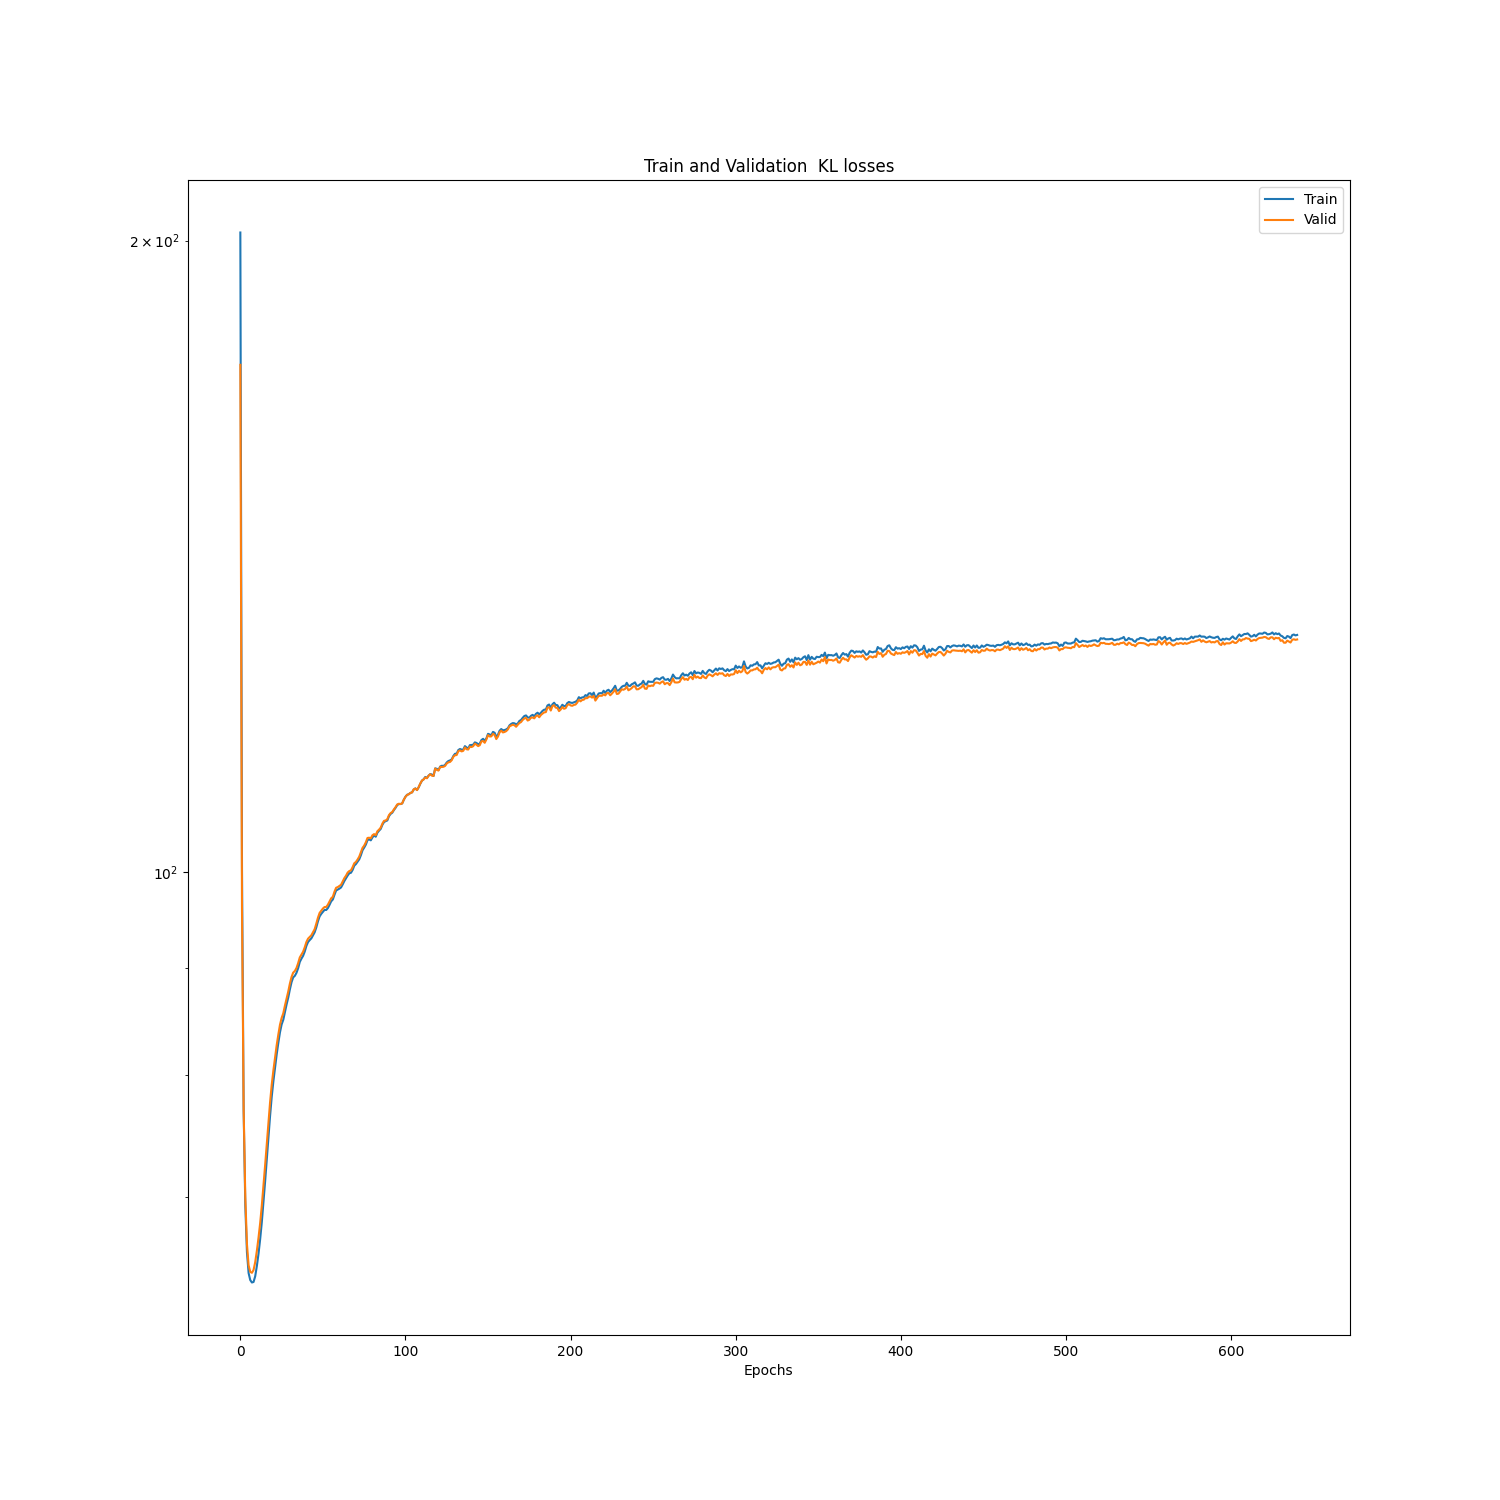 Train and Validation  KL losses
Train
Valid
2 × 10²
10²
0 100 200 300 400 500 600
Epochs